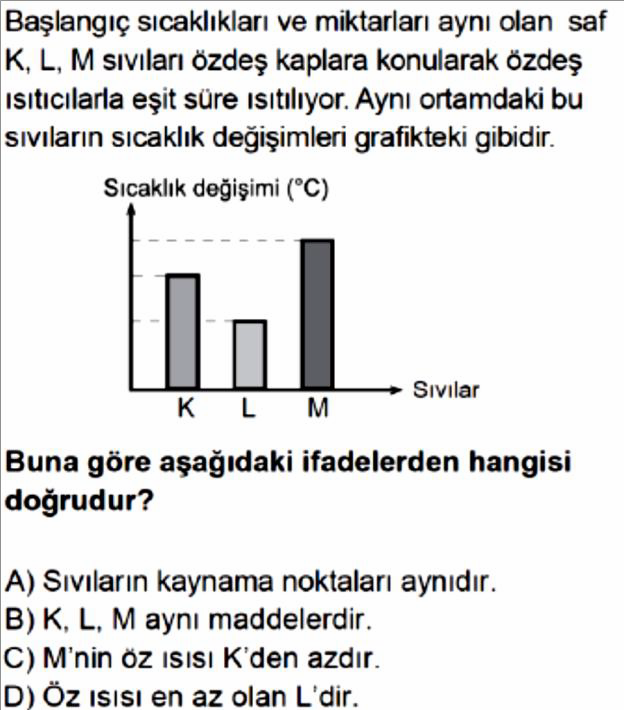 Başlangıç sıcaklıkları ve miktarları aynı olan saf
K, L, M sıvıları özdeş kaplara konularak özdeş
ısıtıcılarla eşit süre ısıtılıyor. Aynı ortamdaki bu
sıvıların sıcaklık değişimleri grafikteki gibidir.
Sıcaklık değişimi (°C)
Sıvılar
K L M
Buna göre aşağıdaki ifadelerden hangisi
doğrudur?
A) Sıvıların kaynama noktaları aynıdır.
B) K, L, M aynı maddelerdir.
C) M'nin öz ısısı K'den azdır.
D) Öz ısısı en az olan L'dir.